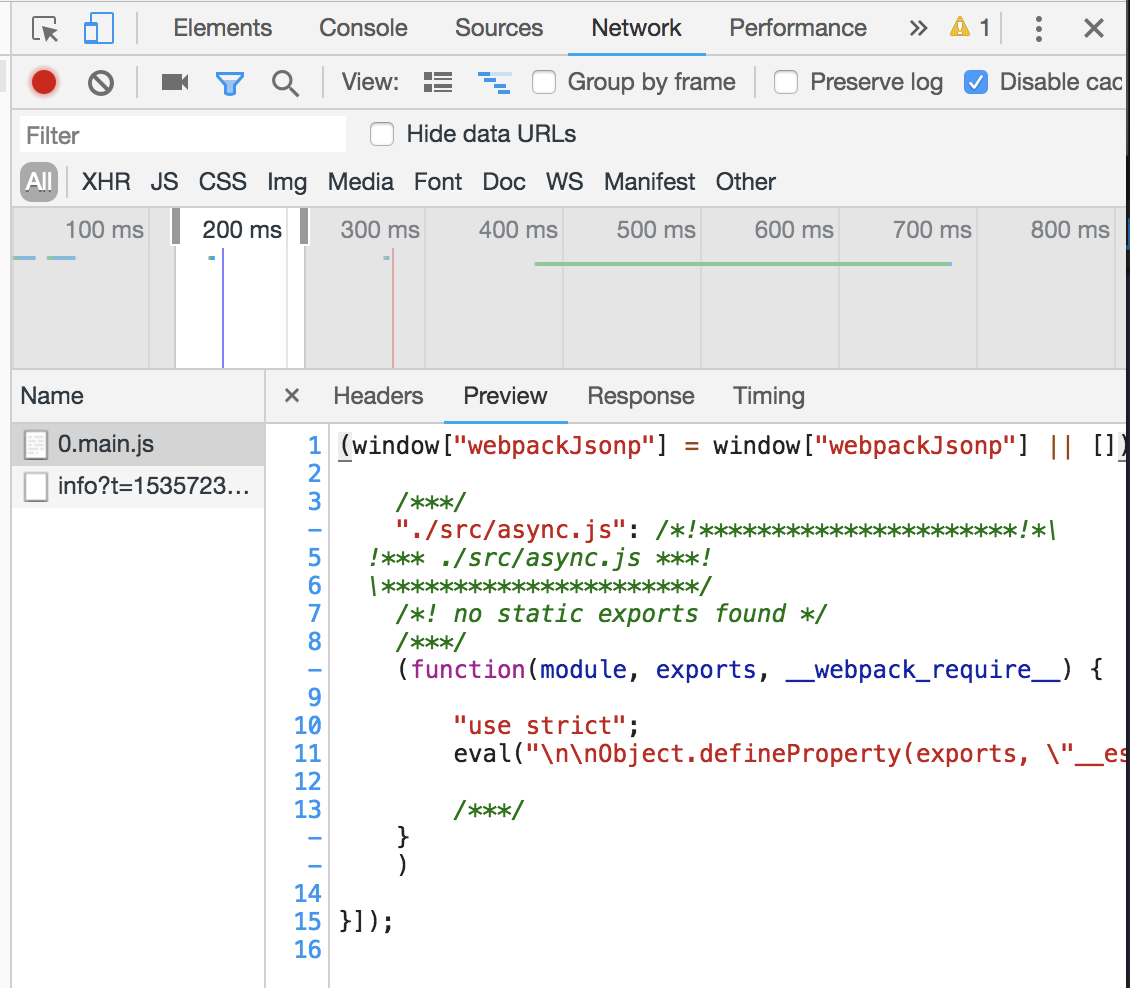 Elements Console Sources Network Performance » 1
View: Group by frame Preserve log Disable cac
Filter Hide data URLs
All XHR JS CSS Img Media Font Doc WS Manifest Other
100 ms 200 ms 300 ms 400 ms 500 ms 600 ms 700 ms 800 ms
Name × Headers Preview Response Timing
0.main.js
info?t=1535723...
1 (window["webpackJsonp"] = window["webpackJsonp"] || [])
2
3 /***/
- "./src/async.js": /*!**********************!*\
5 !*** ./src/async.js ***!
6 \**********************/
7 /*! no static exports found */
8 /***/
- (function(module, exports, __webpack_require__) {
9
10 "use strict";
11 eval("\n\nObject.defineProperty(exports, \"__es
12
13 /***/
- }
- )
14
15 }]);
16